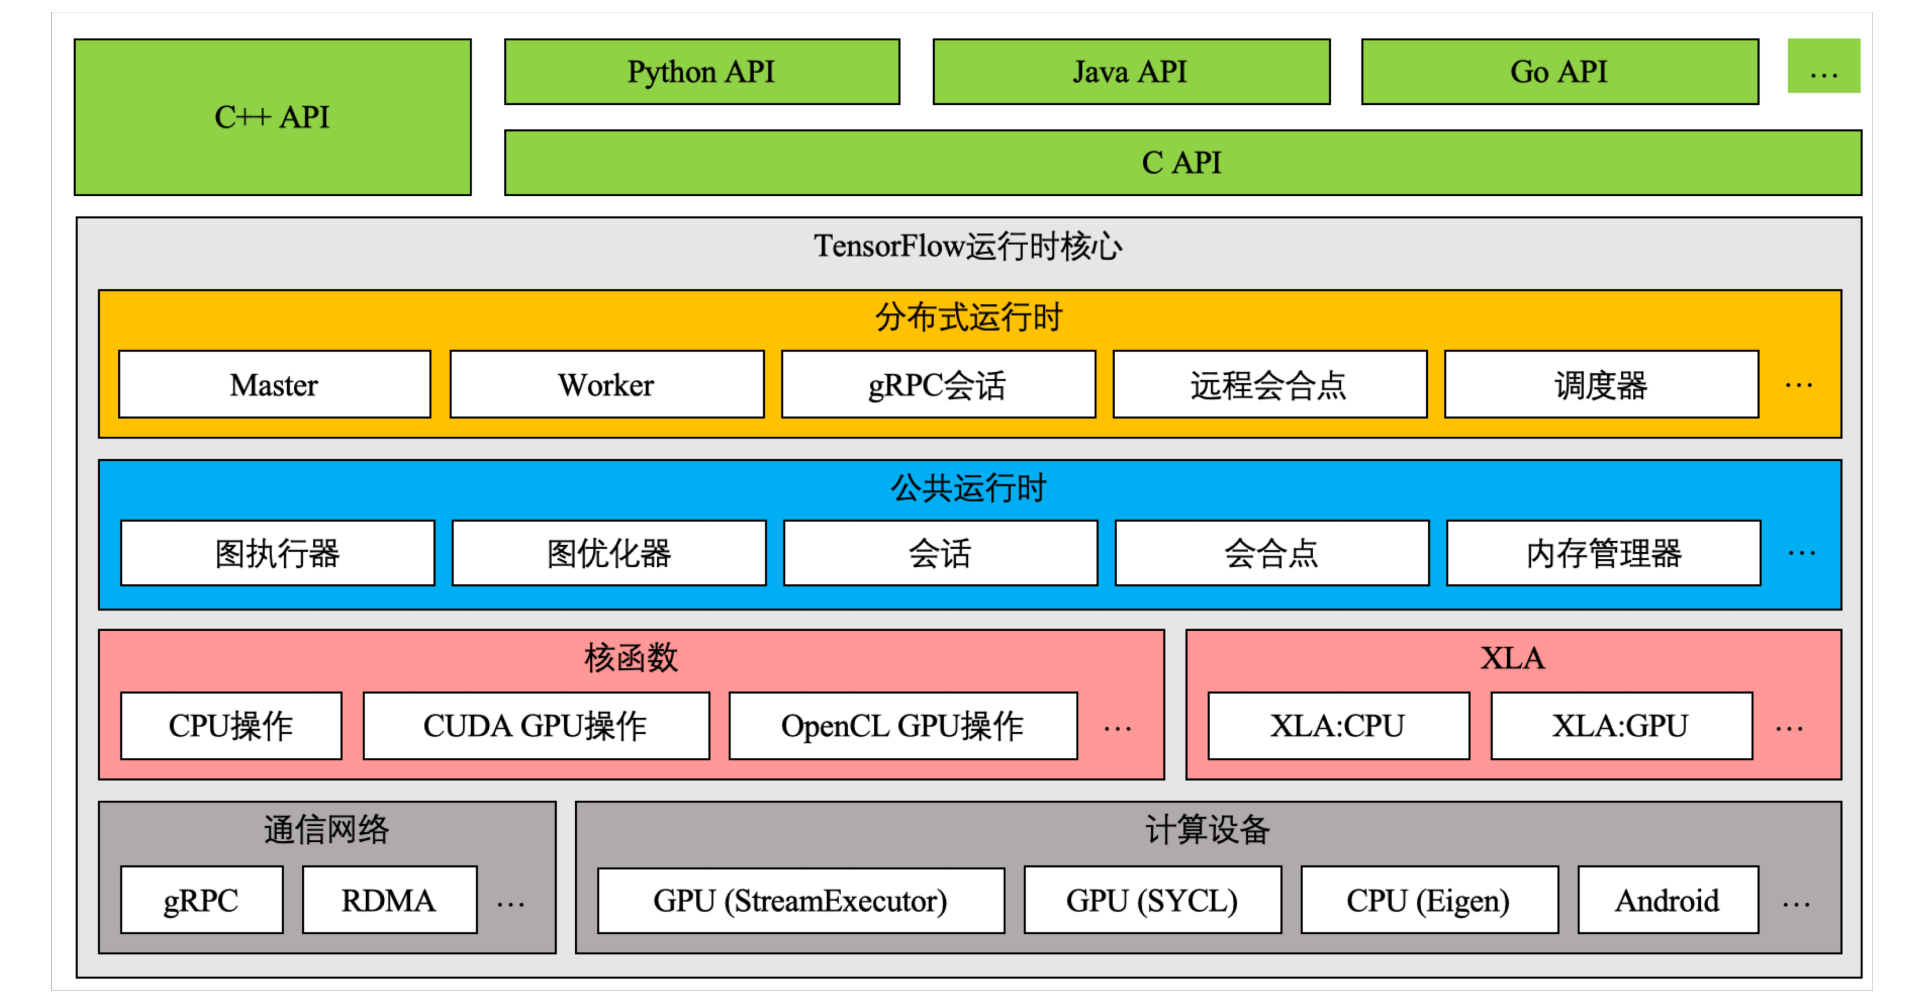 C++ API
Python API
Java API
Go API
…
C API
TensorFlow运行时核心
分布式运行时
Master
Worker
gRPC会话
远程会合点
调度器
…
公共运行时
图执行器
图优化器
会话
会合点
内存管理器
…
核函数
CPU操作
CUDA GPU操作
OpenCL GPU操作
…
XLA
XLA:CPU
XLA:GPU
…
通信网络
gRPC
RDMA
…
计算设备
GPU (StreamExecutor)
GPU (SYCL)
CPU (Eigen)
Android
…